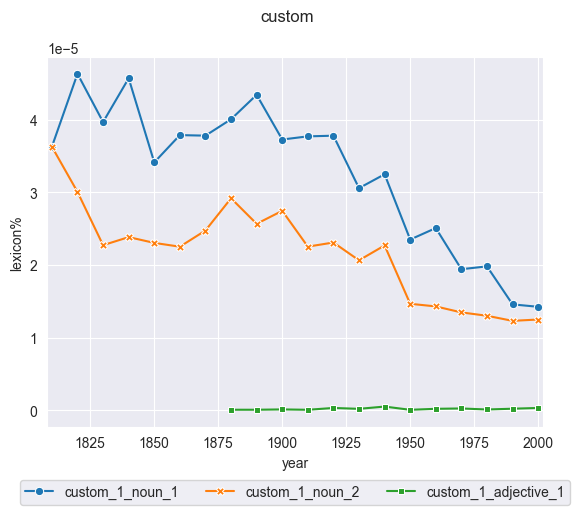 custom
1e−5
4
3
2
1
0
lexicon%
1825 1850 1875 1900 1925 1950 1975 2000
year
custom_1_noun_1 custom_1_noun_2 custom_1_adjective_1